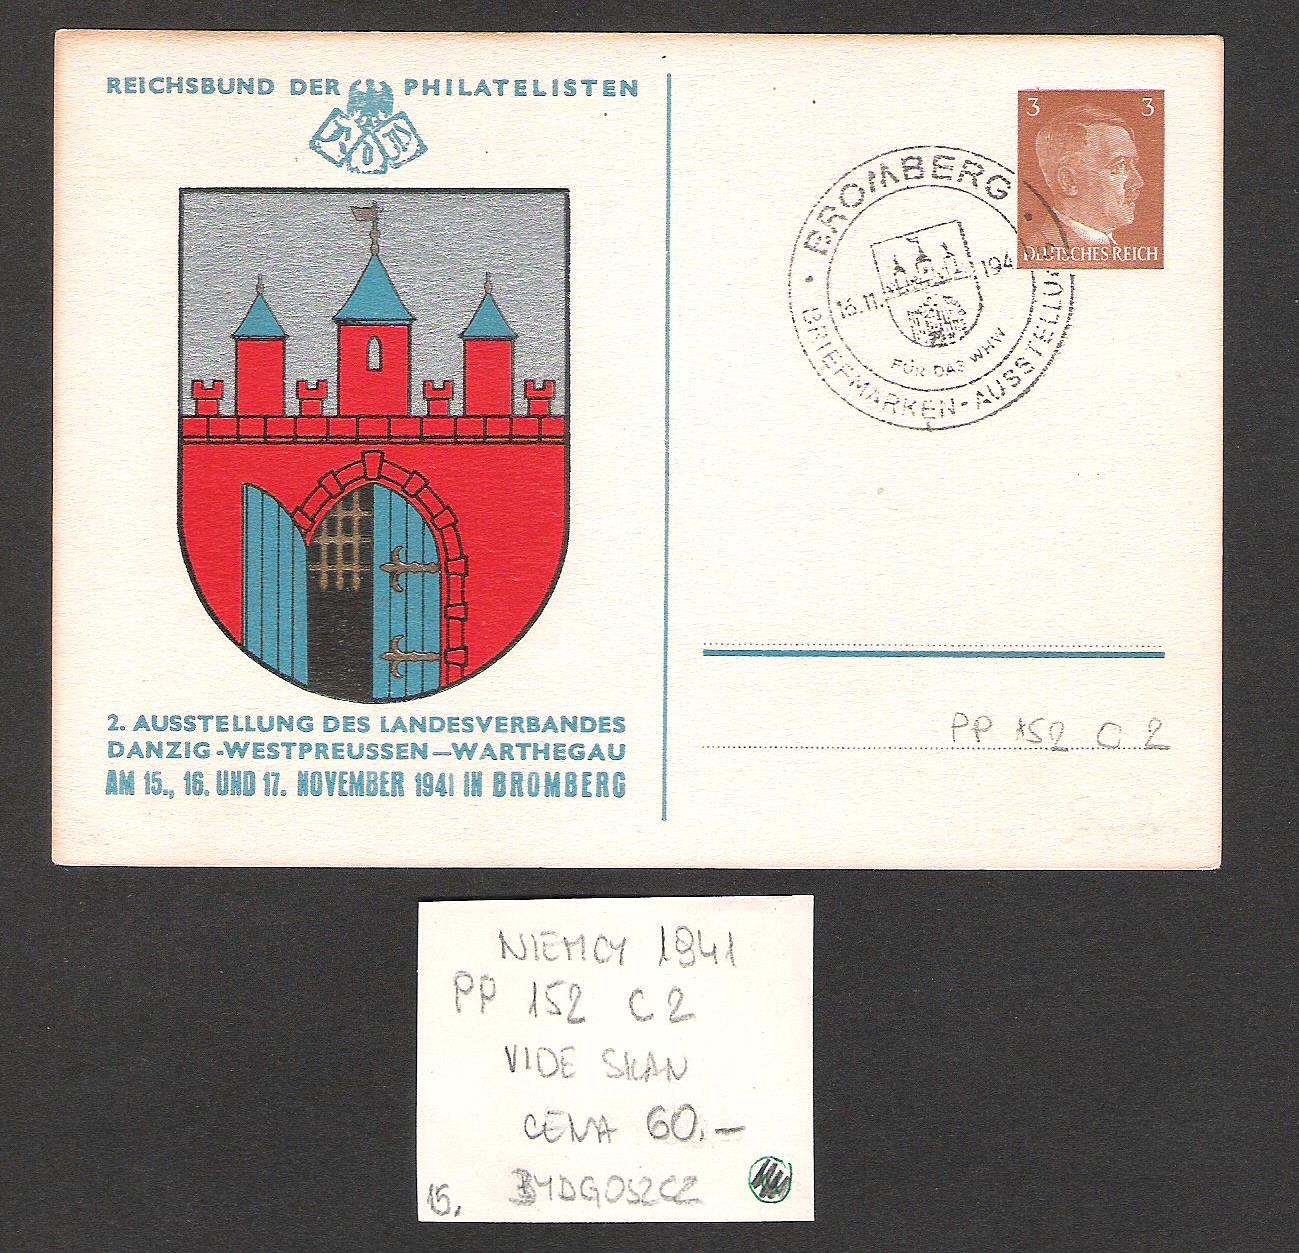 REICHSBUND DER PHILATELISTEN
2. AUSSTELLUNG DES LANDESVERBANDES
DANZIG-WESTPREUSSEN-WARTHEGAU
AM 15., 16. UND 17. NOVEMBER 1941 IN BROMBERG
3 3
DEUTSCHES REICH
BROMBERG
194
FÜR DAS WHW
BRIEFMARKEN-AUSSTELLU
PP 152 C 2
NIEMCY 1941
PP 152 C 2
VIDE SKAN
CENA 60.-
15. BYDGOSZCZ